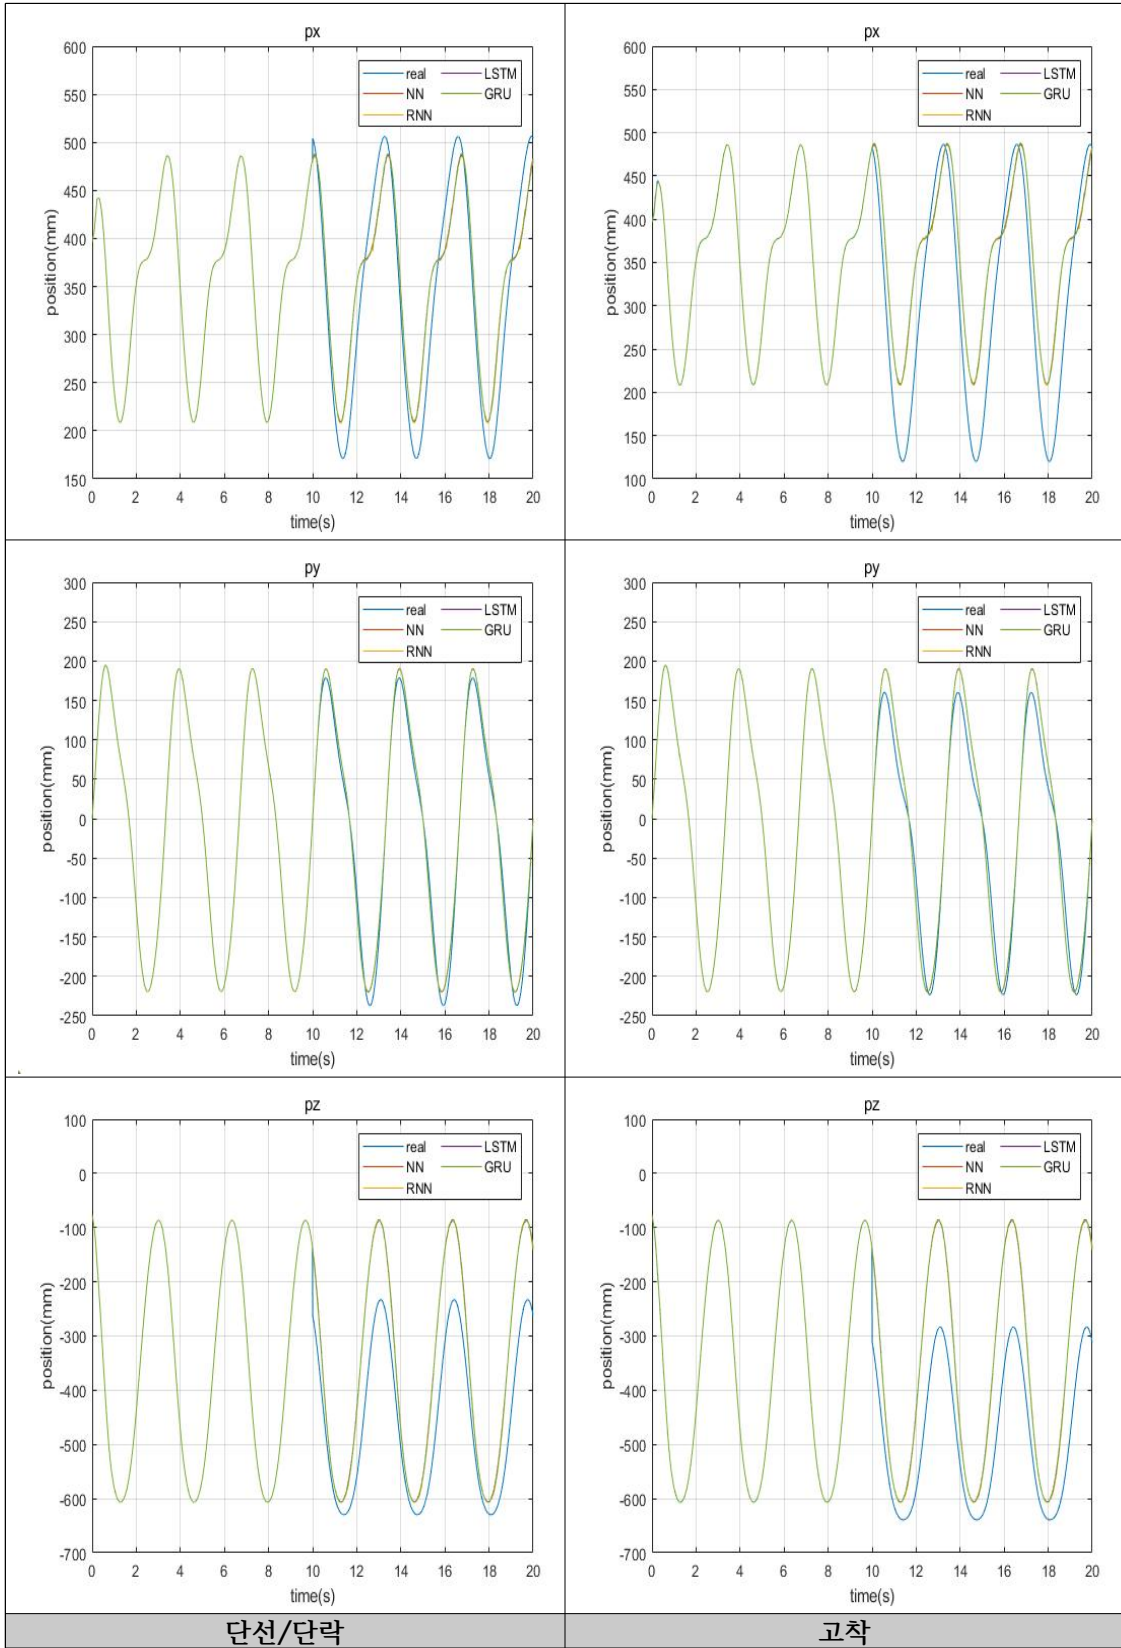 px
600
550
500
450
400
350
300
250
200
150
position(mm)
real LSTM
NN GRU
RNN
0 2 4 6 8 10 12 14 16 18 20
time(s)
px
600
550
500
450
400
350
300
250
200
150
100
position(mm)
real LSTM
NN GRU
RNN
0 2 4 6 8 10 12 14 16 18 20
time(s)
py
300
250
200
150
100
50
0
-50
-100
-150
-200
-250
position(mm)
real LSTM
NN GRU
RNN
0 2 4 6 8 10 12 14 16 18 20
time(s)
py
300
250
200
150
100
50
0
-50
-100
-150
-200
-250
position(mm)
real LSTM
NN GRU
RNN
0 2 4 6 8 10 12 14 16 18 20
time(s)
pz
100
0
-100
-200
-300
-400
-500
-600
-700
position(mm)
real LSTM
NN GRU
RNN
0 2 4 6 8 10 12 14 16 18 20
time(s)
pz
100
0
-100
-200
-300
-400
-500
-600
-700
position(mm)
real LSTM
NN GRU
RNN
0 2 4 6 8 10 12 14 16 18 20
time(s)
단선/단락
고착